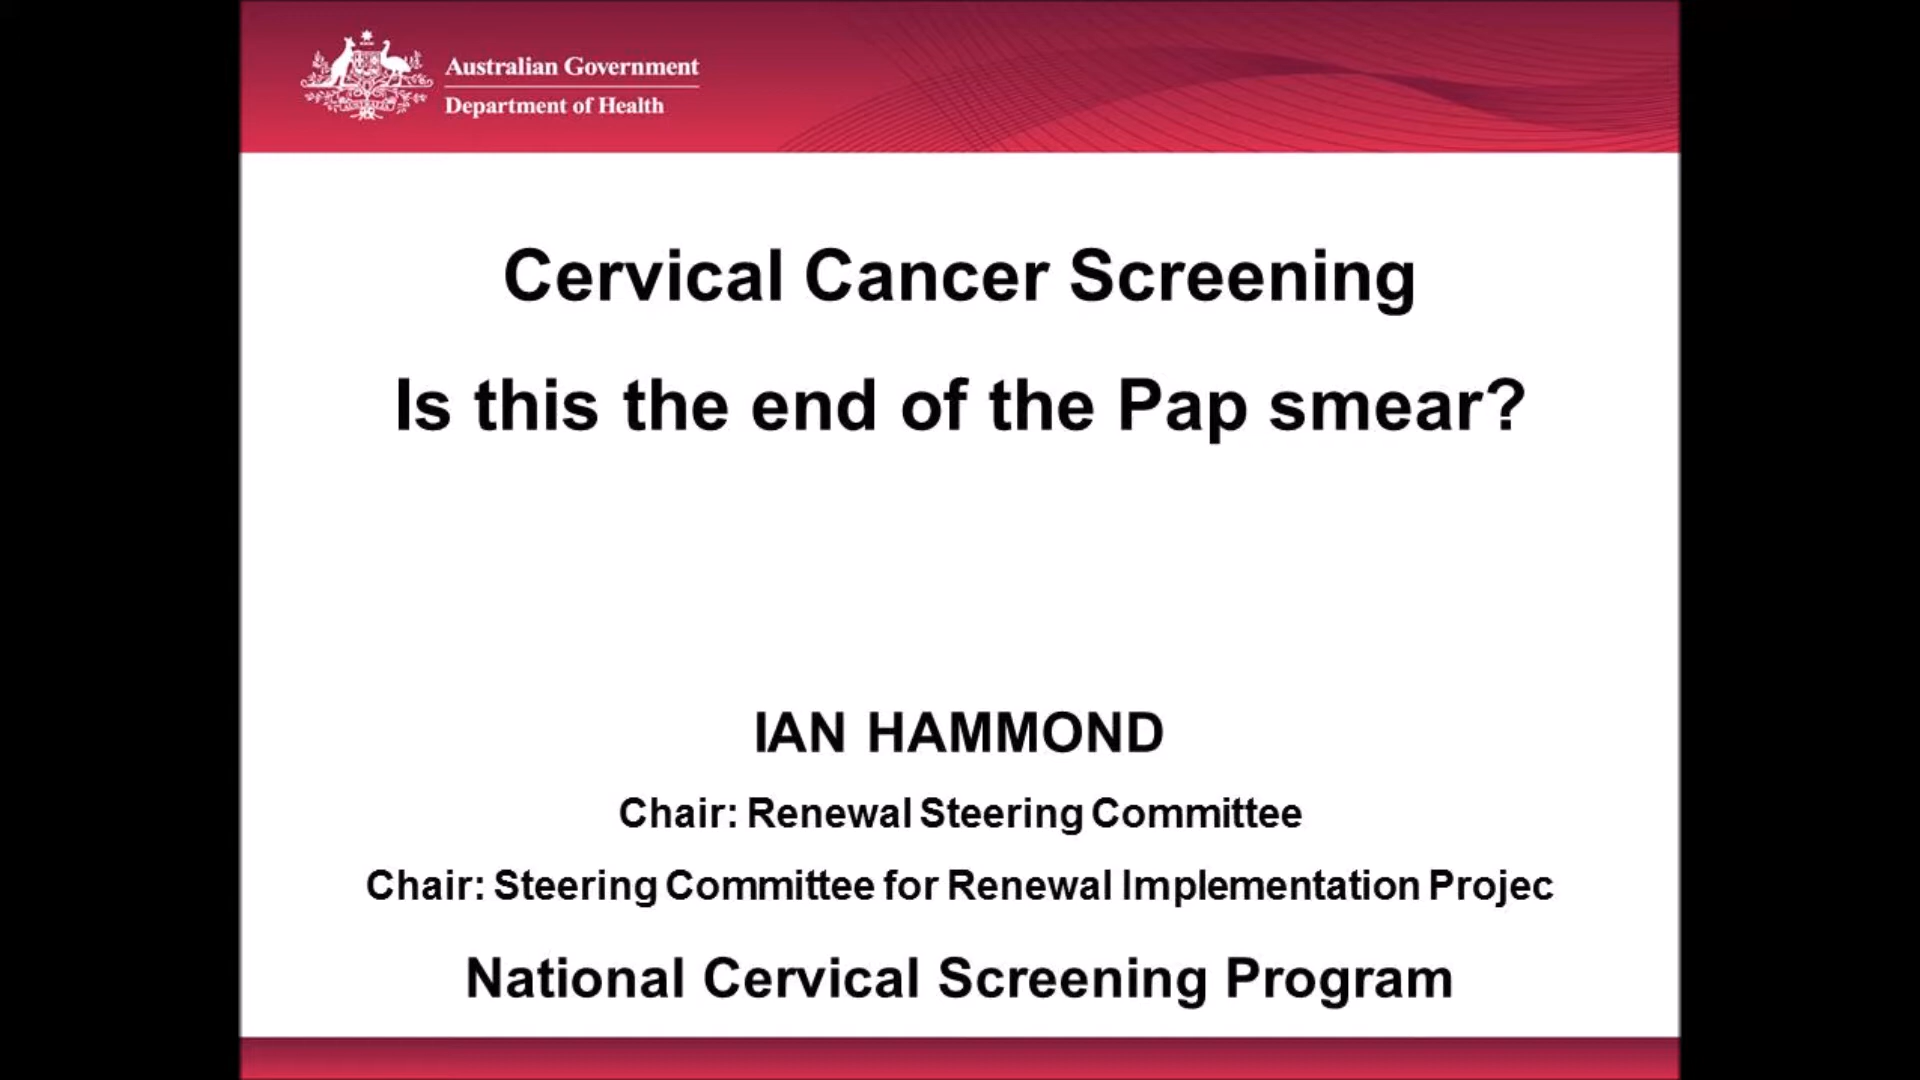 Australian Government
Department of Health
Cervical Cancer Screening
Is this the end of the Pap smear?
IAN HAMMOND
Chair: Renewal Steering Committee
Chair: Steering Committee for Renewal Implementation Projec
National Cervical Screening Program